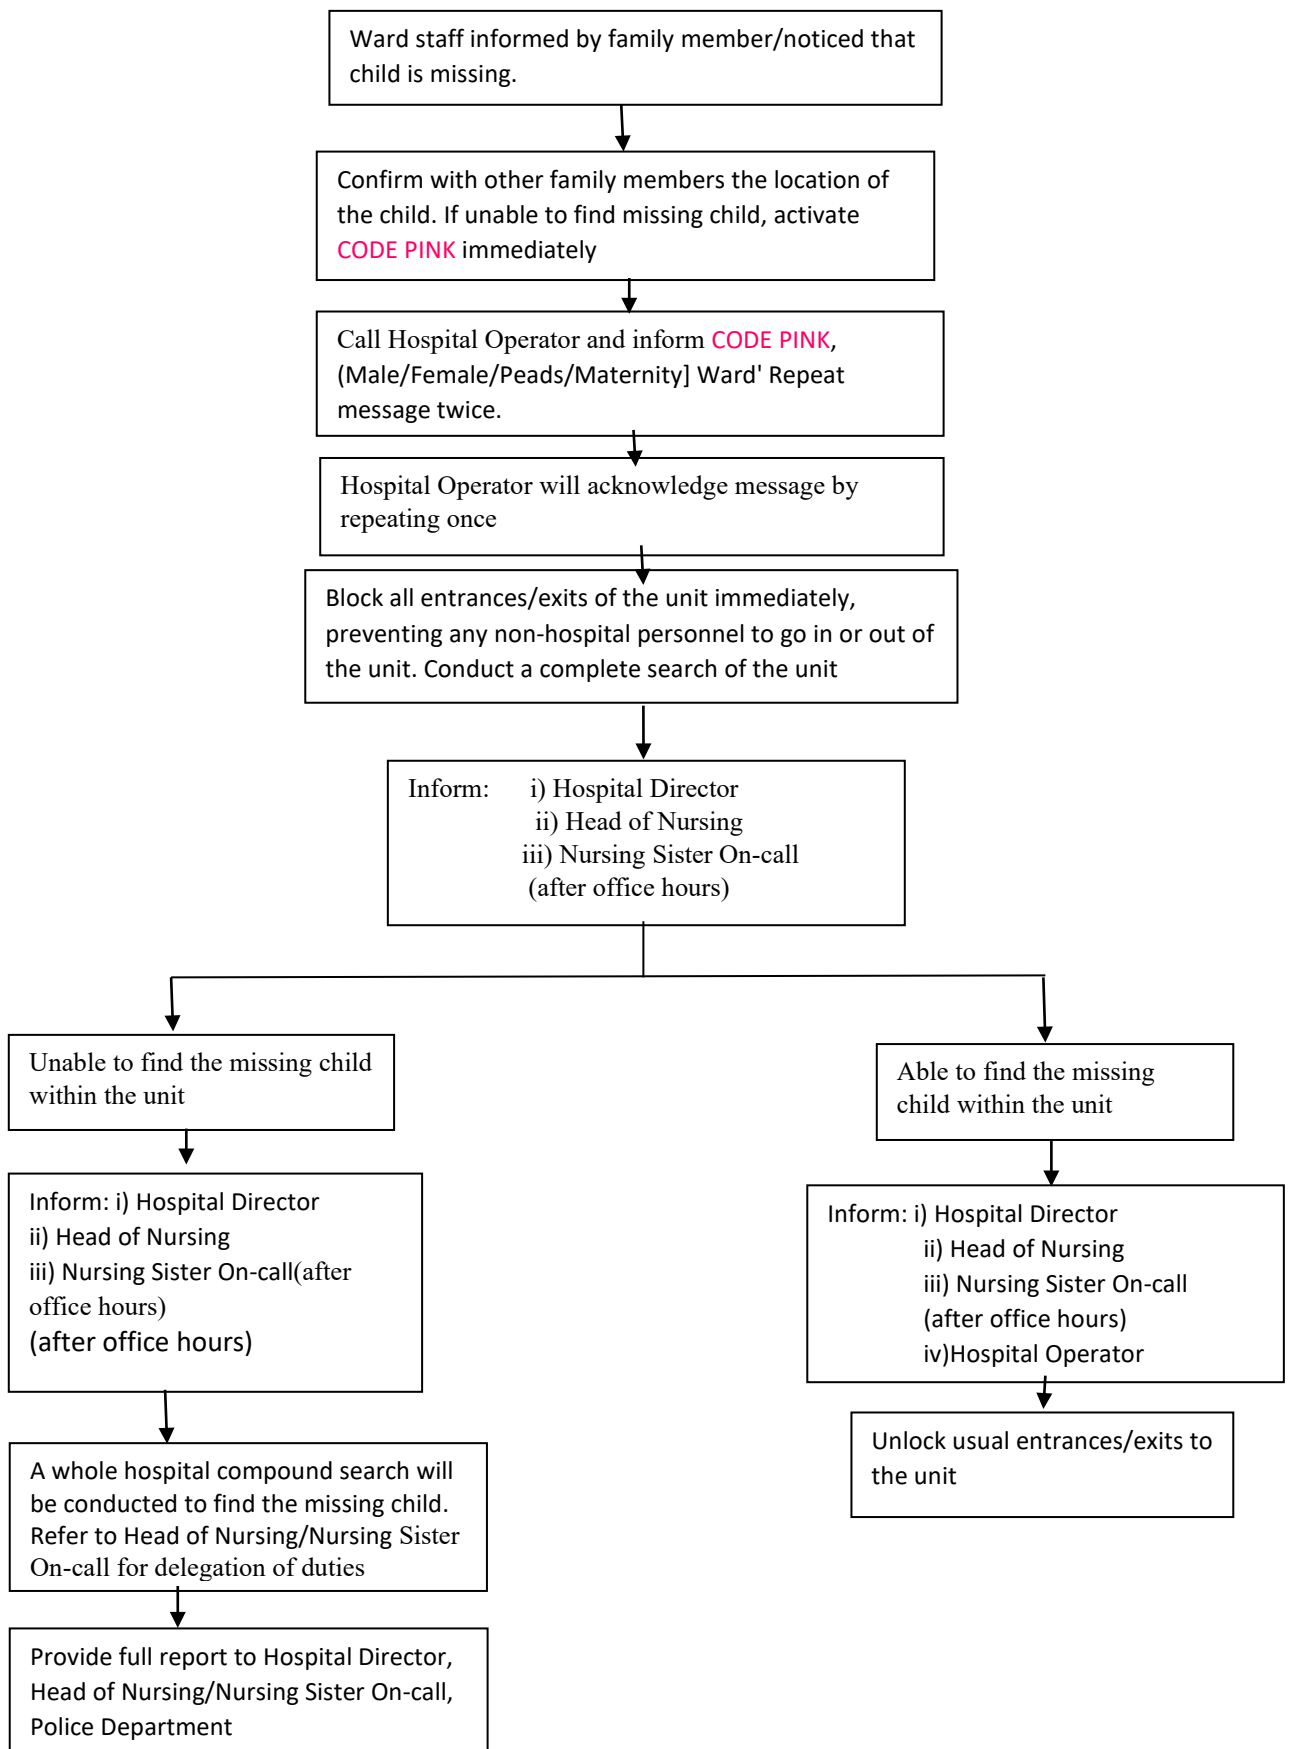 Ward staff informed by family member/noticed that
child is missing.
Confirm with other family members the location of
the child. If unable to find missing child, activate
CODE PINK immediately
Call Hospital Operator and inform CODE PINK,
(Male/Female/Peads/Maternity] Ward' Repeat
message twice.
Hospital Operator will acknowledge message by
repeating once
Block all entrances/exits of the unit immediately,
preventing any non-hospital personnel to go in or out of
the unit. Conduct a complete search of the unit
Inform: i) Hospital Director
ii) Head of Nursing
iii) Nursing Sister On-call
(after office hours)
Unable to find the missing child
within the unit
Inform: i) Hospital Director
ii) Head of Nursing
iii) Nursing Sister On-call(after
office hours)
(after office hours)
A whole hospital compound search will
be conducted to find the missing child.
Refer to Head of Nursing/Nursing Sister
On-call for delegation of duties
Provide full report to Hospital Director,
Head of Nursing/Nursing Sister On-call,
Police Department
Able to find the missing
child within the unit
Inform: i) Hospital Director
ii) Head of Nursing
iii) Nursing Sister On-call
(after office hours)
iv)Hospital Operator
Unlock usual entrances/exits to
the unit